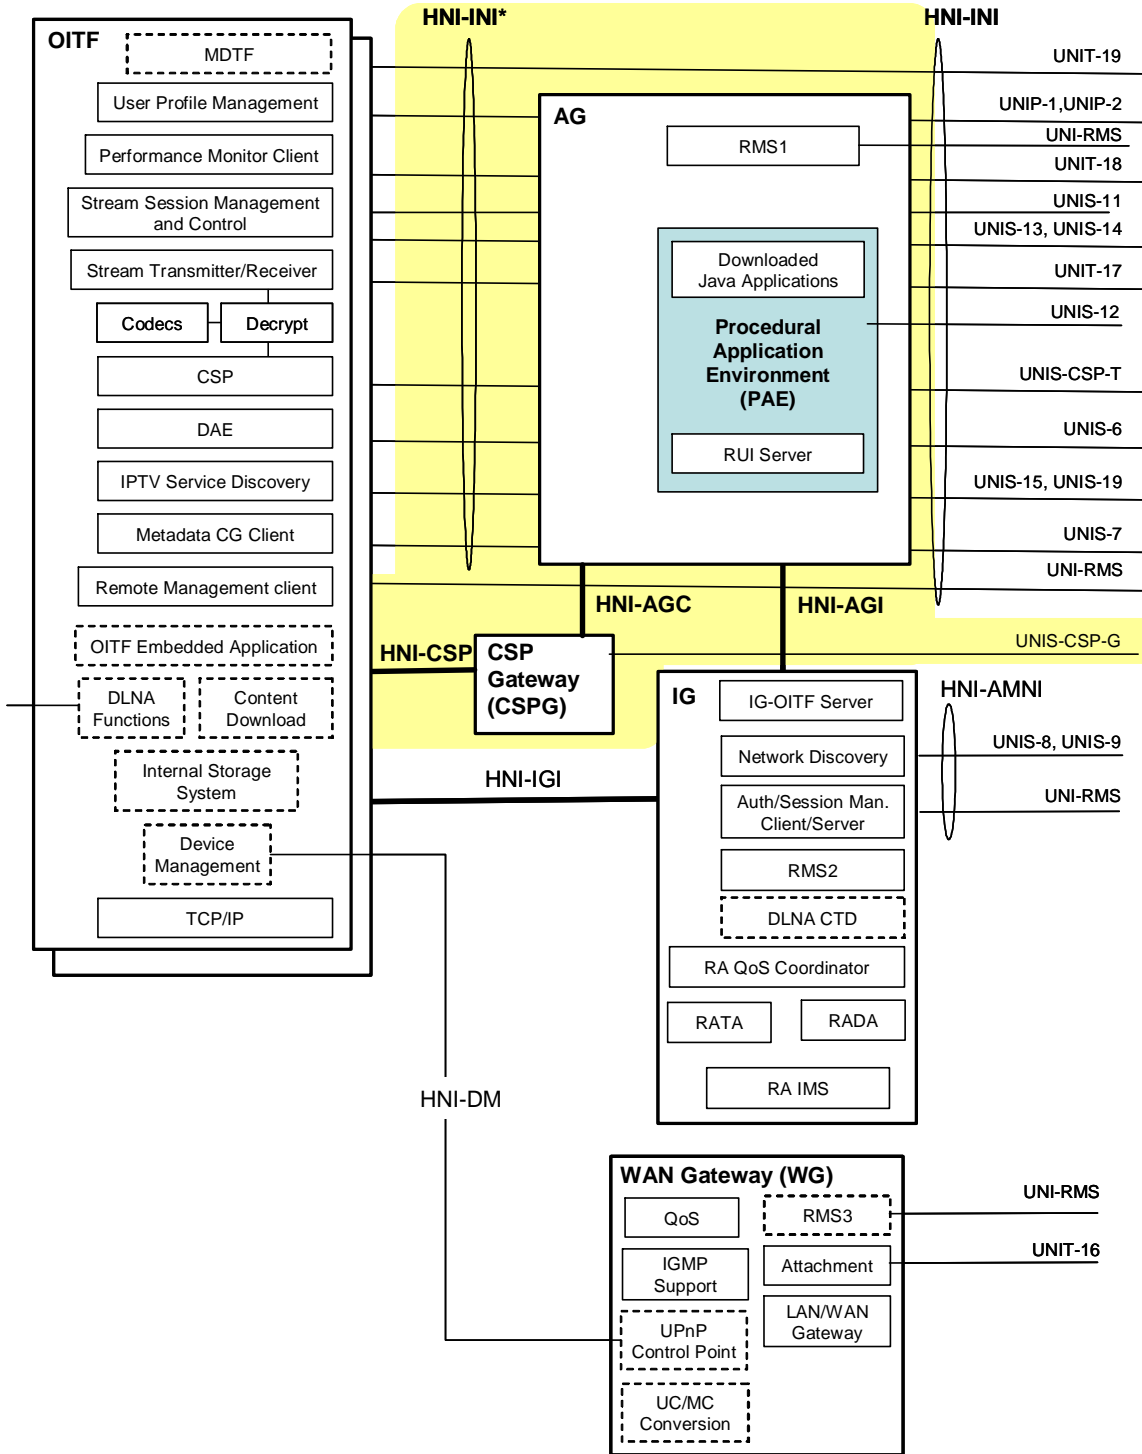 HNI-INI*
HNI-INI
OITF
MDTF
User Profile Management
Performance Monitor Client
Stream Session Management
and Control
Stream Transmitter/Receiver
Codecs
Decrypt
CSP
DAE
IPTV Service Discovery
Metadata CG Client
Remote Management client
OITF Embedded Application
DLNA
Functions
Content
Download
Internal Storage
System
Device
Management
TCP/IP
AG
RMS1
Downloaded
Java Applications
Procedural
Application
Environment
(PAE)
RUI Server
UNIT-19
UNIP-1,UNIP-2
UNI-RMS
UNIT-18
UNIS-11
UNIS-13, UNIS-14
UNIT-17
UNIS-12
UNIS-CSP-T
UNIS-6
UNIS-15, UNIS-19
UNIS-7
UNI-RMS
HNI-AGC
HNI-AGI
HNI-CSP
CSP
Gateway
(CSPG)
UNIS-CSP-G
HNI-IGI
IG
IG-OITF Server
Network Discovery
Auth/Session Man.
Client/Server
RMS2
DLNA CTD
RA QoS Coordinator
RATA
RADA
RA IMS
HNI-AMNI
UNIS-8, UNIS-9
UNI-RMS
HNI-DM
WAN Gateway (WG)
QoS
RMS3
IGMP
Support
Attachment
UPnP
Control Point
LAN/WAN
Gateway
UC/MC
Conversion
UNI-RMS
UNIT-16